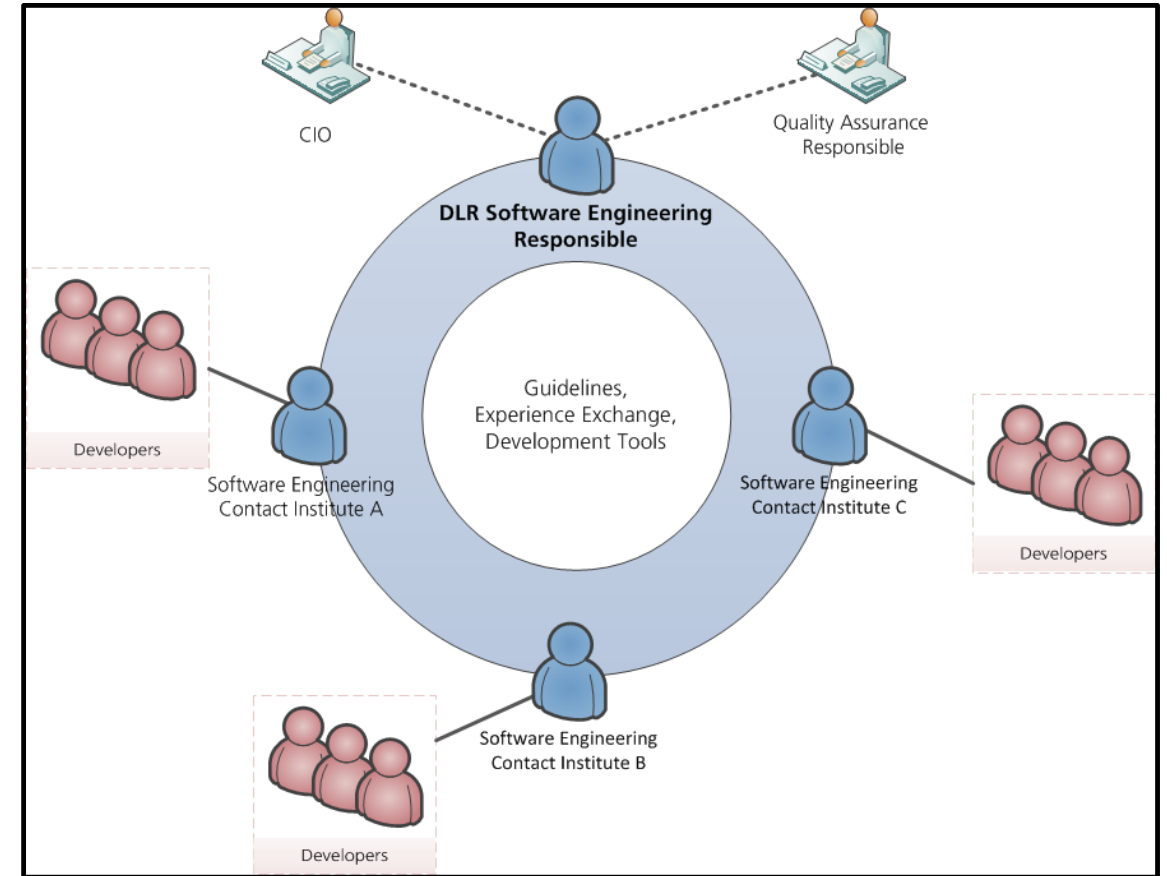 CIO
Quality Assurance
Responsible
DLR Software Engineering
Responsible
Developers
Software Engineering
Contact Institute A
Guidelines,
Experience Exchange,
Development Tools
Software Engineering
Contact Institute C
Developers
Software Engineering
Contact Institute B
Developers